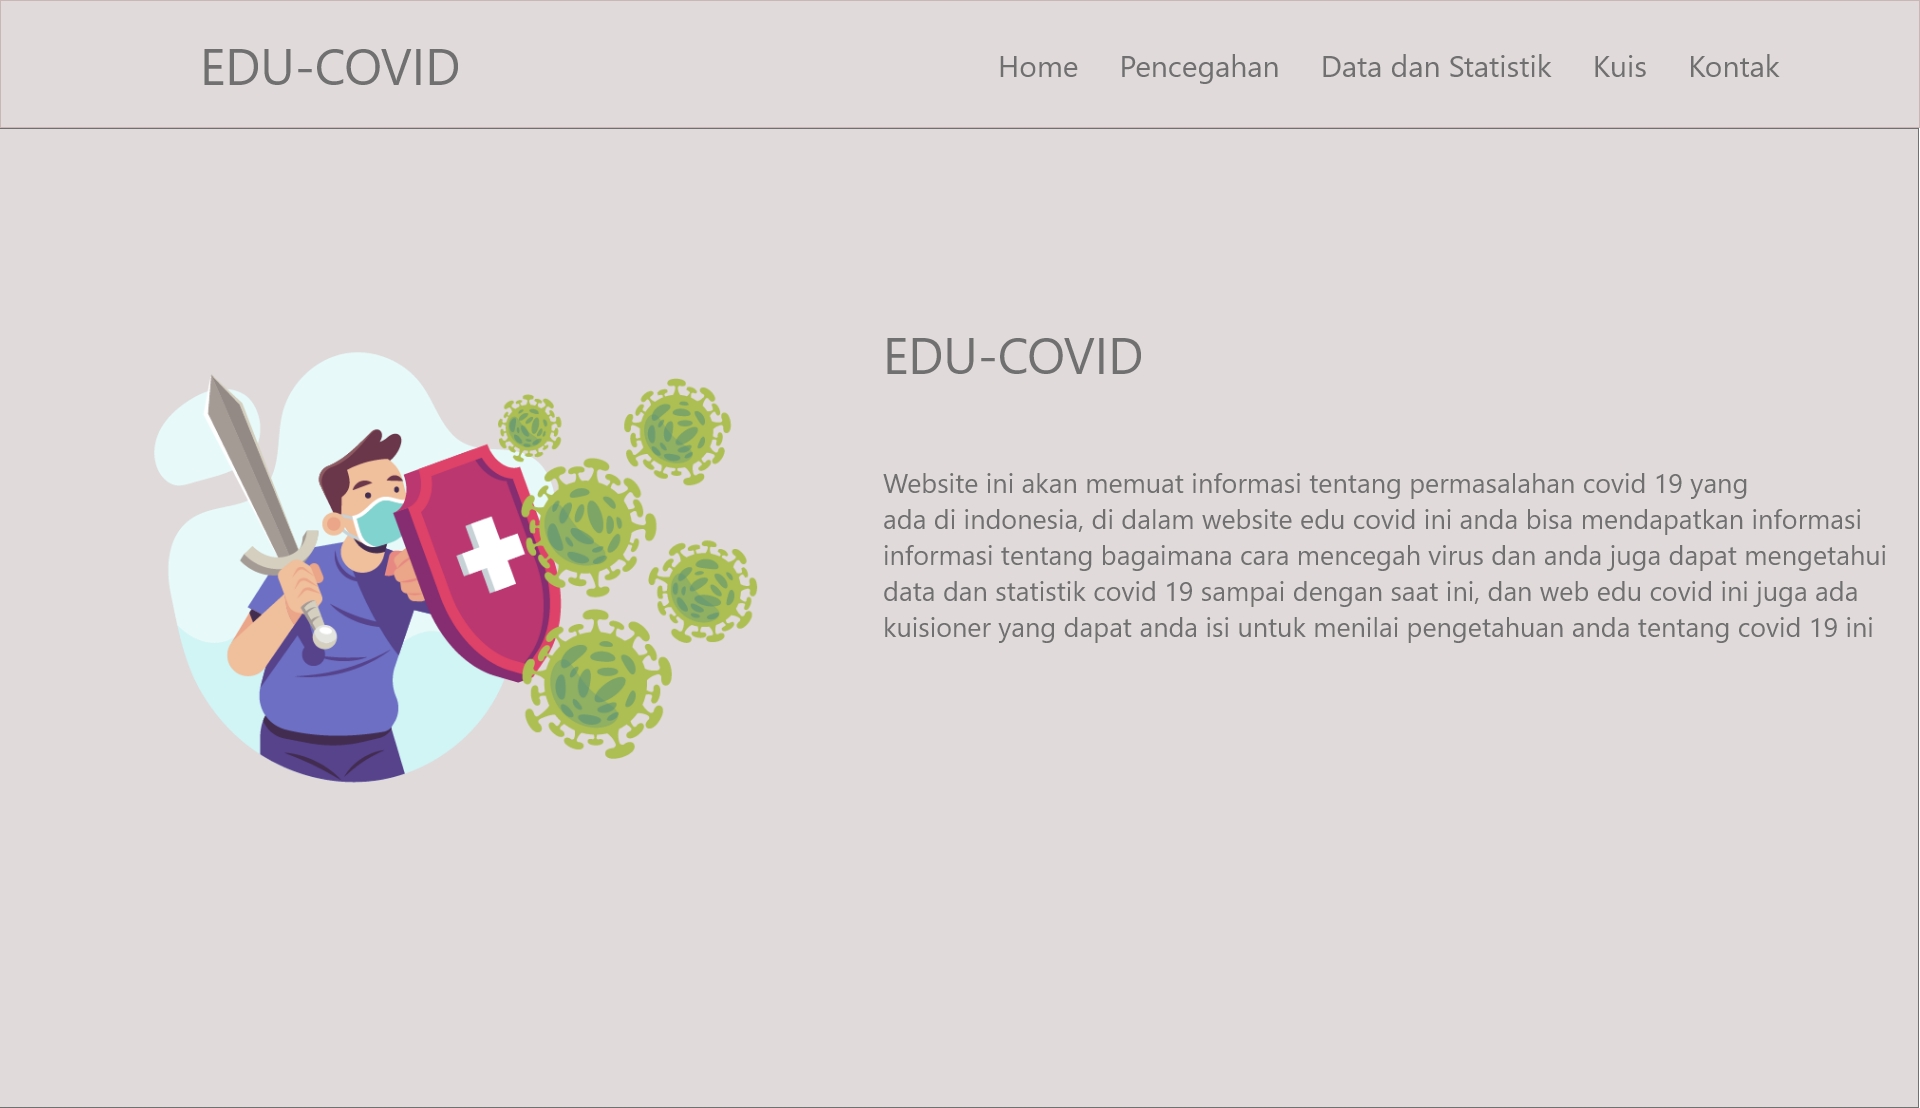 EDU-COVID
Home Pencegahan Data dan Statistik Kuis Kontak
EDU-COVID
Website ini akan memuat informasi tentang permasalahan covid 19 yang
ada di indonesia, di dalam website edu covid ini anda bisa mendapatkan informasi
informasi tentang bagaimana cara mencegah virus dan anda juga dapat mengetahui
data dan statistik covid 19 sampai dengan saat ini, dan web edu covid ini juga ada
kuisioner yang dapat anda isi untuk menilai pengetahuan anda tentang covid 19 ini